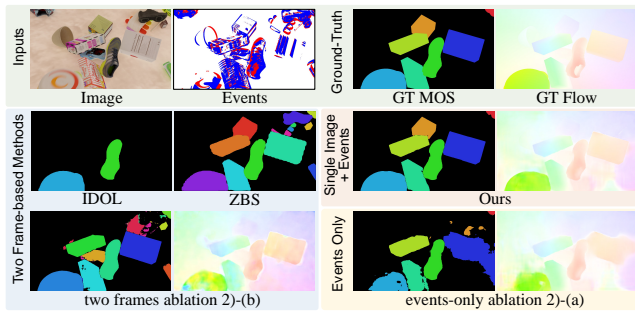 Inputs
Image
Events
Ground-Truth
GT MOS
GT Flow
Two Frame-based Methods
IDOL
ZBS
two frames ablation 2)-(b)
Single Image
+ Events
Ours
Events Only
events-only ablation 2)-(a)